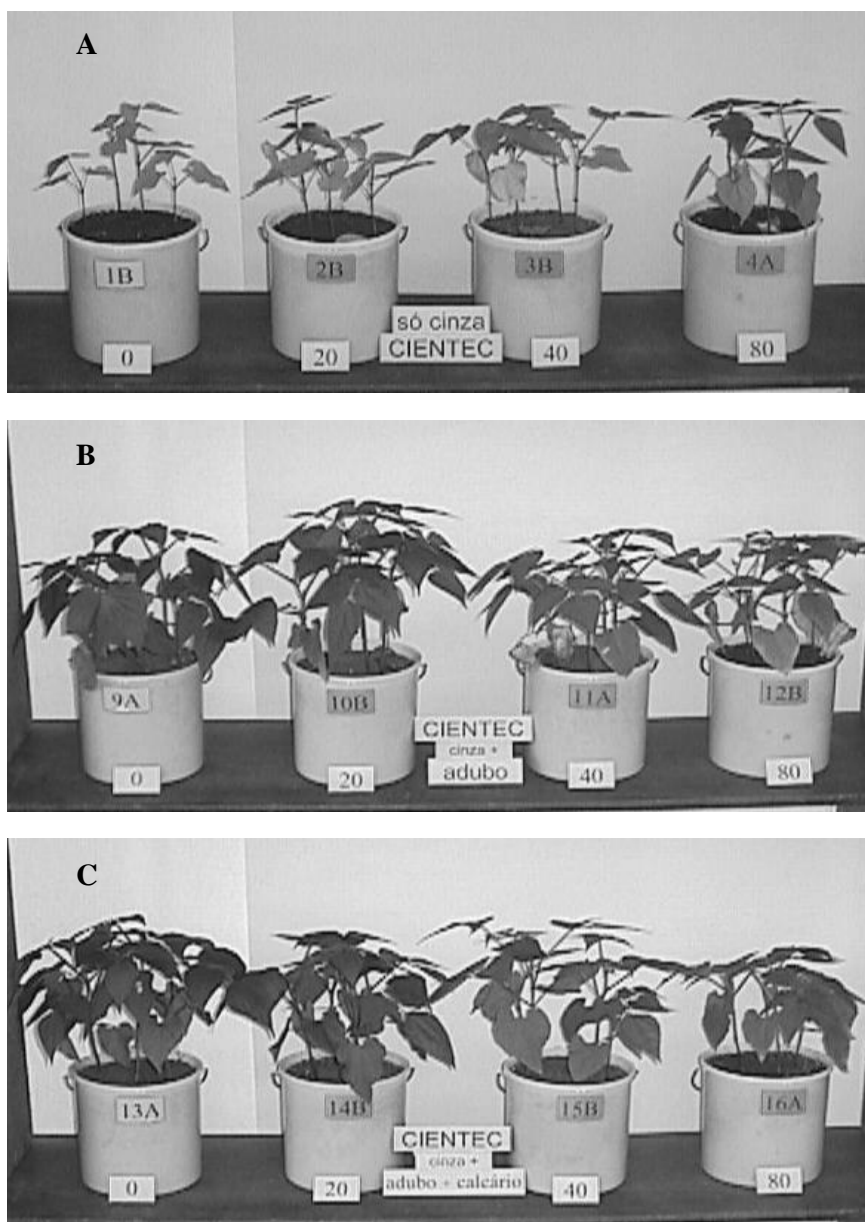 A
1B
2B
3B
4A
só cinza
CIENTEC
0
20
40
80
B
9A
10B
11A
12B
CIENTEC
cinza +
adubo
0
20
40
80
C
13A
14B
15B
16A
CIENTEC
cinza +
adubo + calcário
0
20
40
80